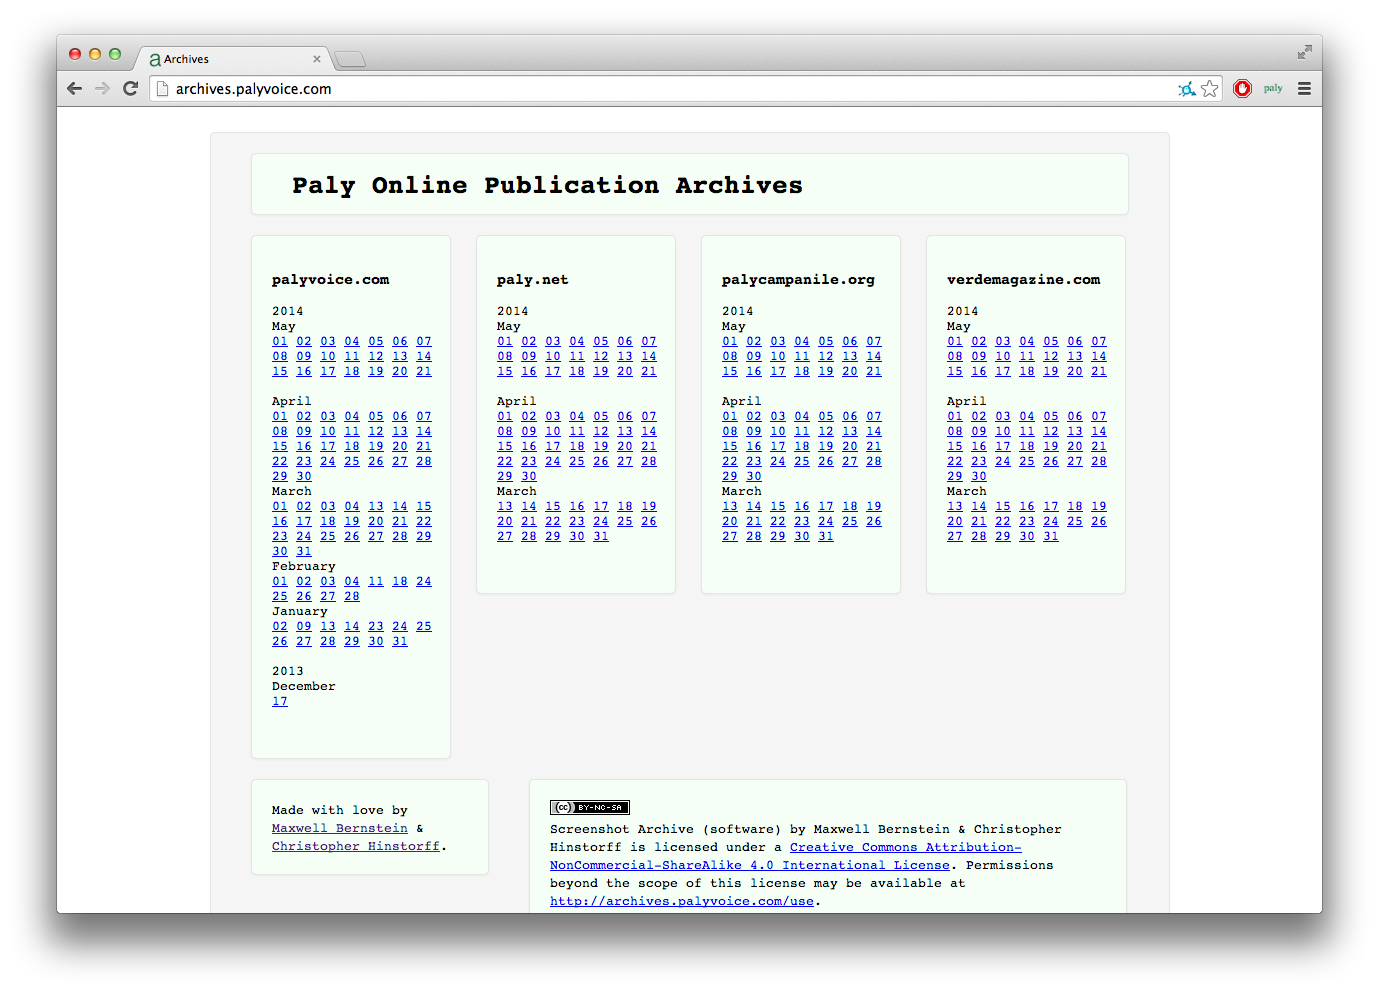 a Archives
archives.palyvoice.com
paly
Paly Online Publication Archives
palyvoice.com
2014
May
01 02 03 04 05 06 07
08 09 10 11 12 13 14
15 16 17 18 19 20 21
April
01 02 03 04 05 06 07
08 09 10 11 12 13 14
15 16 17 18 19 20 21
22 23 24 25 26 27 28
29 30
March
01 02 03 04 13 14 15
16 17 18 19 20 21 22
23 24 25 26 27 28 29
30 31
February
01 02 03 04 11 18 24
25 26 27 28
January
02 09 13 14 23 24 25
26 27 28 29 30 31
2013
December
17
paly.net
2014
May
01 02 03 04 05 06 07
08 09 10 11 12 13 14
15 16 17 18 19 20 21
April
01 02 03 04 05 06 07
08 09 10 11 12 13 14
15 16 17 18 19 20 21
22 23 24 25 26 27 28
29 30
March
13 14 15 16 17 18 19
20 21 22 23 24 25 26
27 28 29 30 31
palycampanile.org
2014
May
01 02 03 04 05 06 07
08 09 10 11 12 13 14
15 16 17 18 19 20 21
April
01 02 03 04 05 06 07
08 09 10 11 12 13 14
15 16 17 18 19 20 21
22 23 24 25 26 27 28
29 30
March
13 14 15 16 17 18 19
20 21 22 23 24 25 26
27 28 29 30 31
verdemagazine.com
2014
May
01 02 03 04 05 06 07
08 09 10 11 12 13 14
15 16 17 18 19 20 21
April
01 02 03 04 05 06 07
08 09 10 11 12 13 14
15 16 17 18 19 20 21
22 23 24 25 26 27 28
29 30
March
13 14 15 16 17 18 19
20 21 22 23 24 25 26
27 28 29 30 31
Made with love by
Maxwell Bernstein &
Christopher Hinstorff.
cc BY-NC-SA
Screenshot Archive (software) by Maxwell Bernstein & Christopher
Hinstorff is licensed under a Creative Commons Attribution-
NonCommercial-ShareAlike 4.0 International License. Permissions
beyond the scope of this license may be available at
http://archives.palyvoice.com/use.